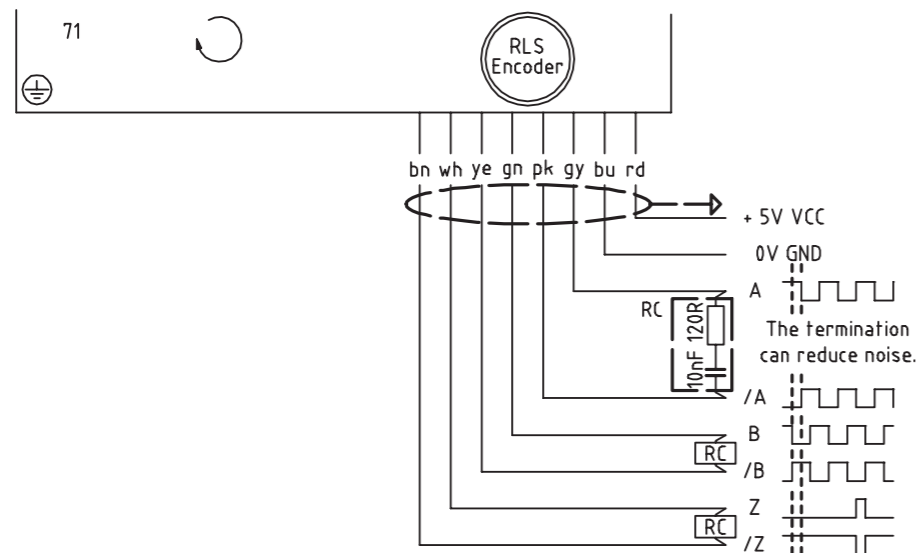 71
RLS
Encoder
bn wh ye gn pk gy bu rd
+ 5V VCC
0V GND
A
RC
120R
10nF
The termination
can reduce noise.
/A
B
RC
/B
Z
RC
/Z